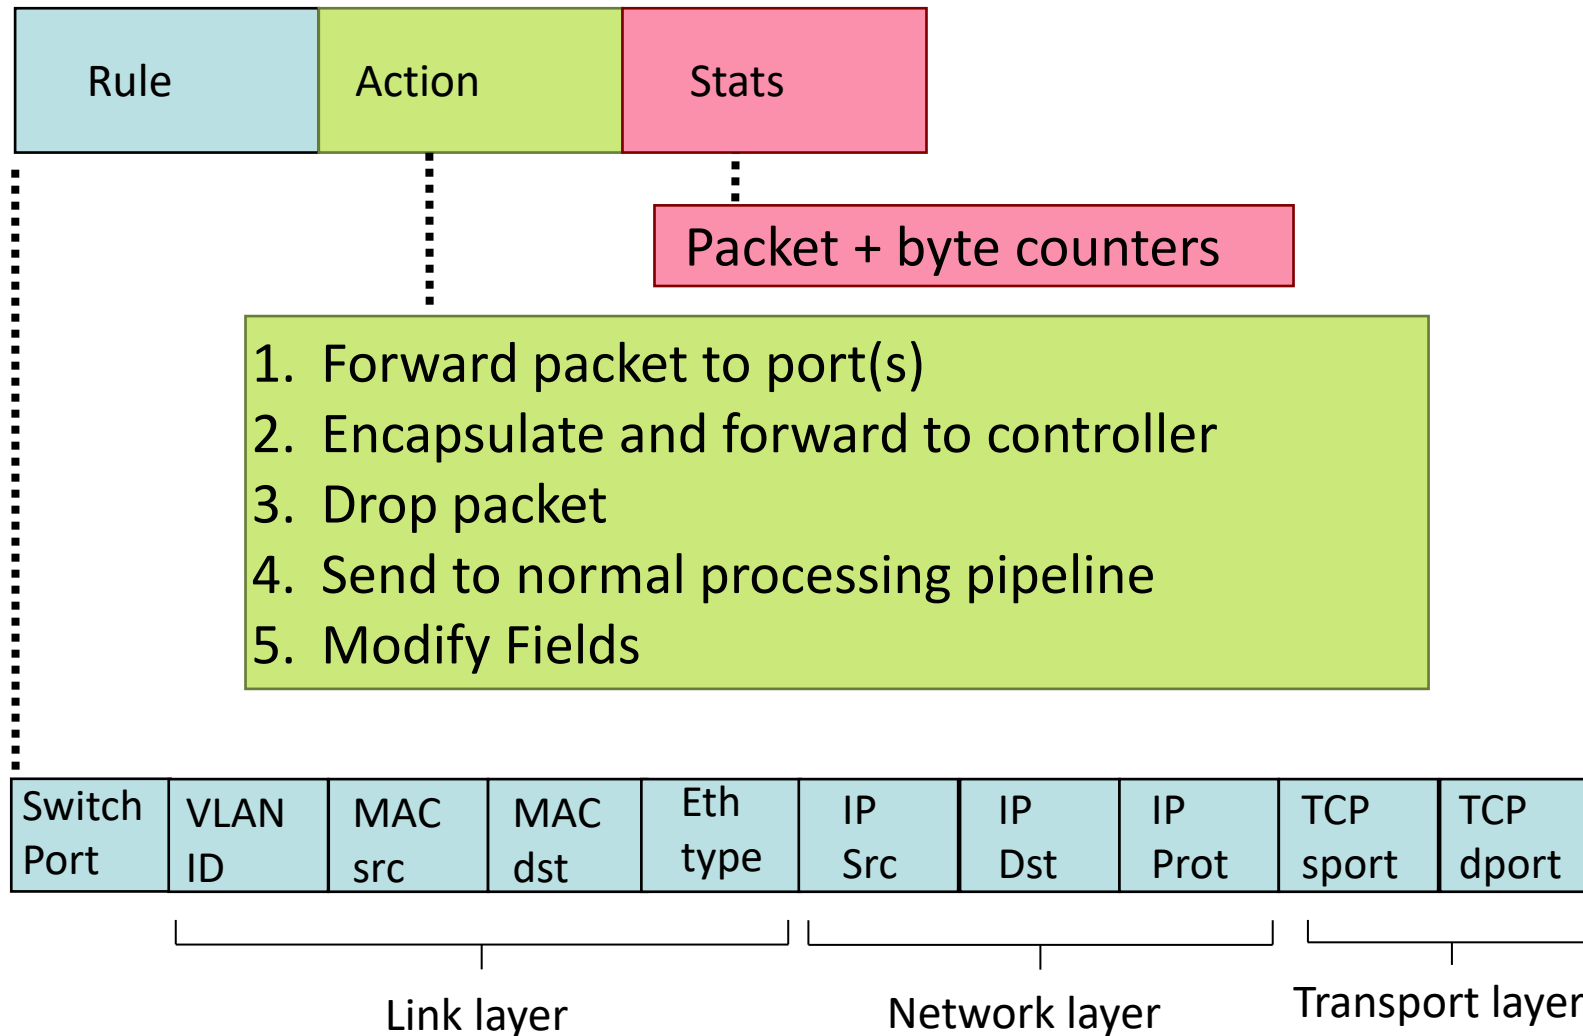 Rule
Action
Stats
Packet + byte counters
1. Forward packet to port(s)
2. Encapsulate and forward to controller
3. Drop packet
4. Send to normal processing pipeline
5. Modify Fields
Switch
Port
VLAN
ID
MAC
src
MAC
dst
Eth
type
IP
Src
IP
Dst
IP
Prot
TCP
sport
TCP
dport
Link layer
Network layer
Transport layer